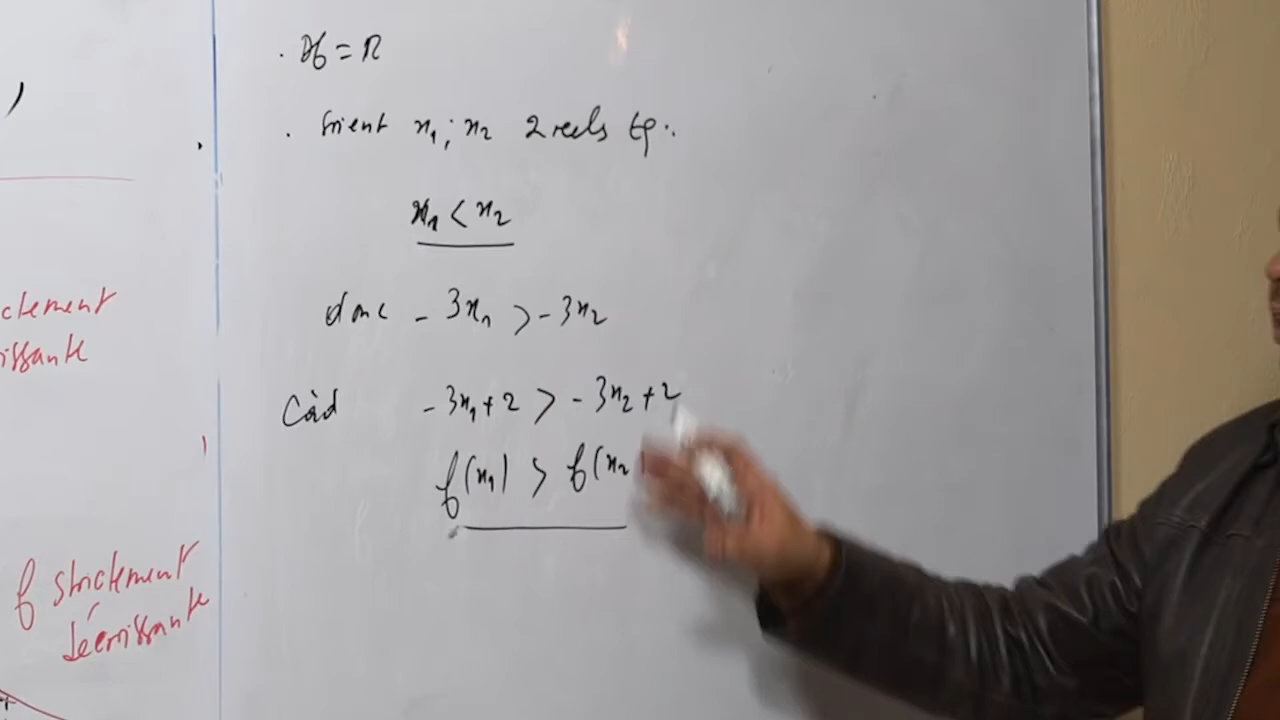 ,
ctement
issante
f strictement
décroissante
. Df = R
. Soient x₁ ; x₂ 2 reels tq :
x₁ < x₂
donc - 3x₁ > - 3x₂
Càd - 3x₁ + 2 > - 3x₂ + 2
f(x₁) > f(x₂)